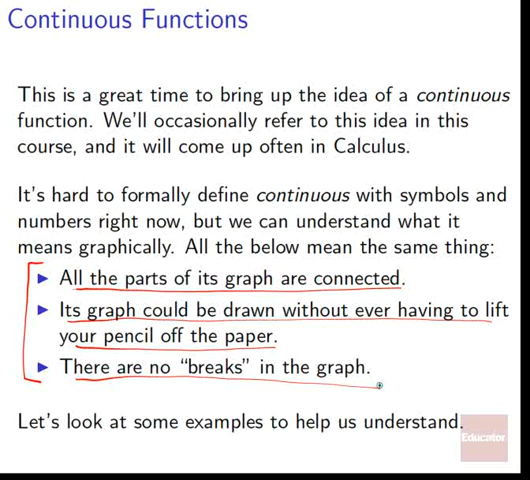 Continuous Functions
This is a great time to bring up the idea of a continuous
function. We'll occasionally refer to this idea in this
course, and it will come up often in Calculus.
It's hard to formally define continuous with symbols and
numbers right now, but we can understand what it
means graphically. All the below mean the same thing:
▶ All the parts of its graph are connected.
▶ Its graph could be drawn without ever having to lift
your pencil off the paper.
▶ There are no "breaks" in the graph.
Let's look at some examples to help us understand.
Educator